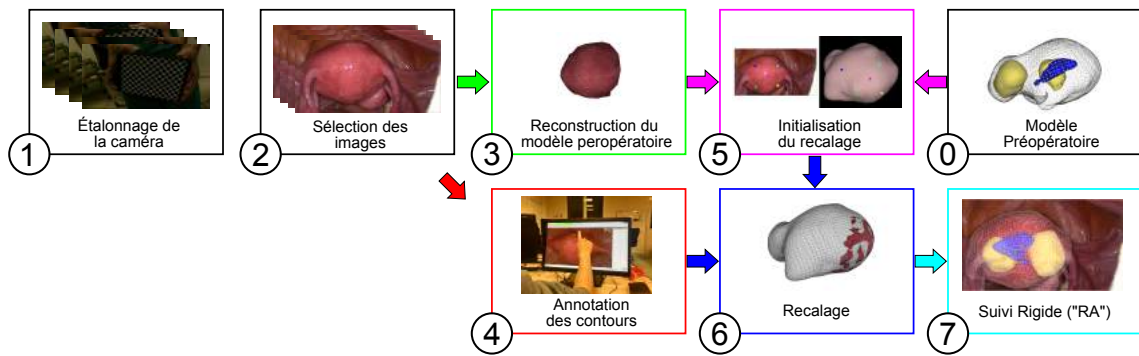 1
Étalonnage de
la caméra
2
Sélection des
images
3
Reconstruction du
modèle peropératoire
5
Initialisation
du recalage
0
Modèle
Préopératoire
4
Annotation
des contours
6
Recalage
7
Suivi Rigide ("RA")